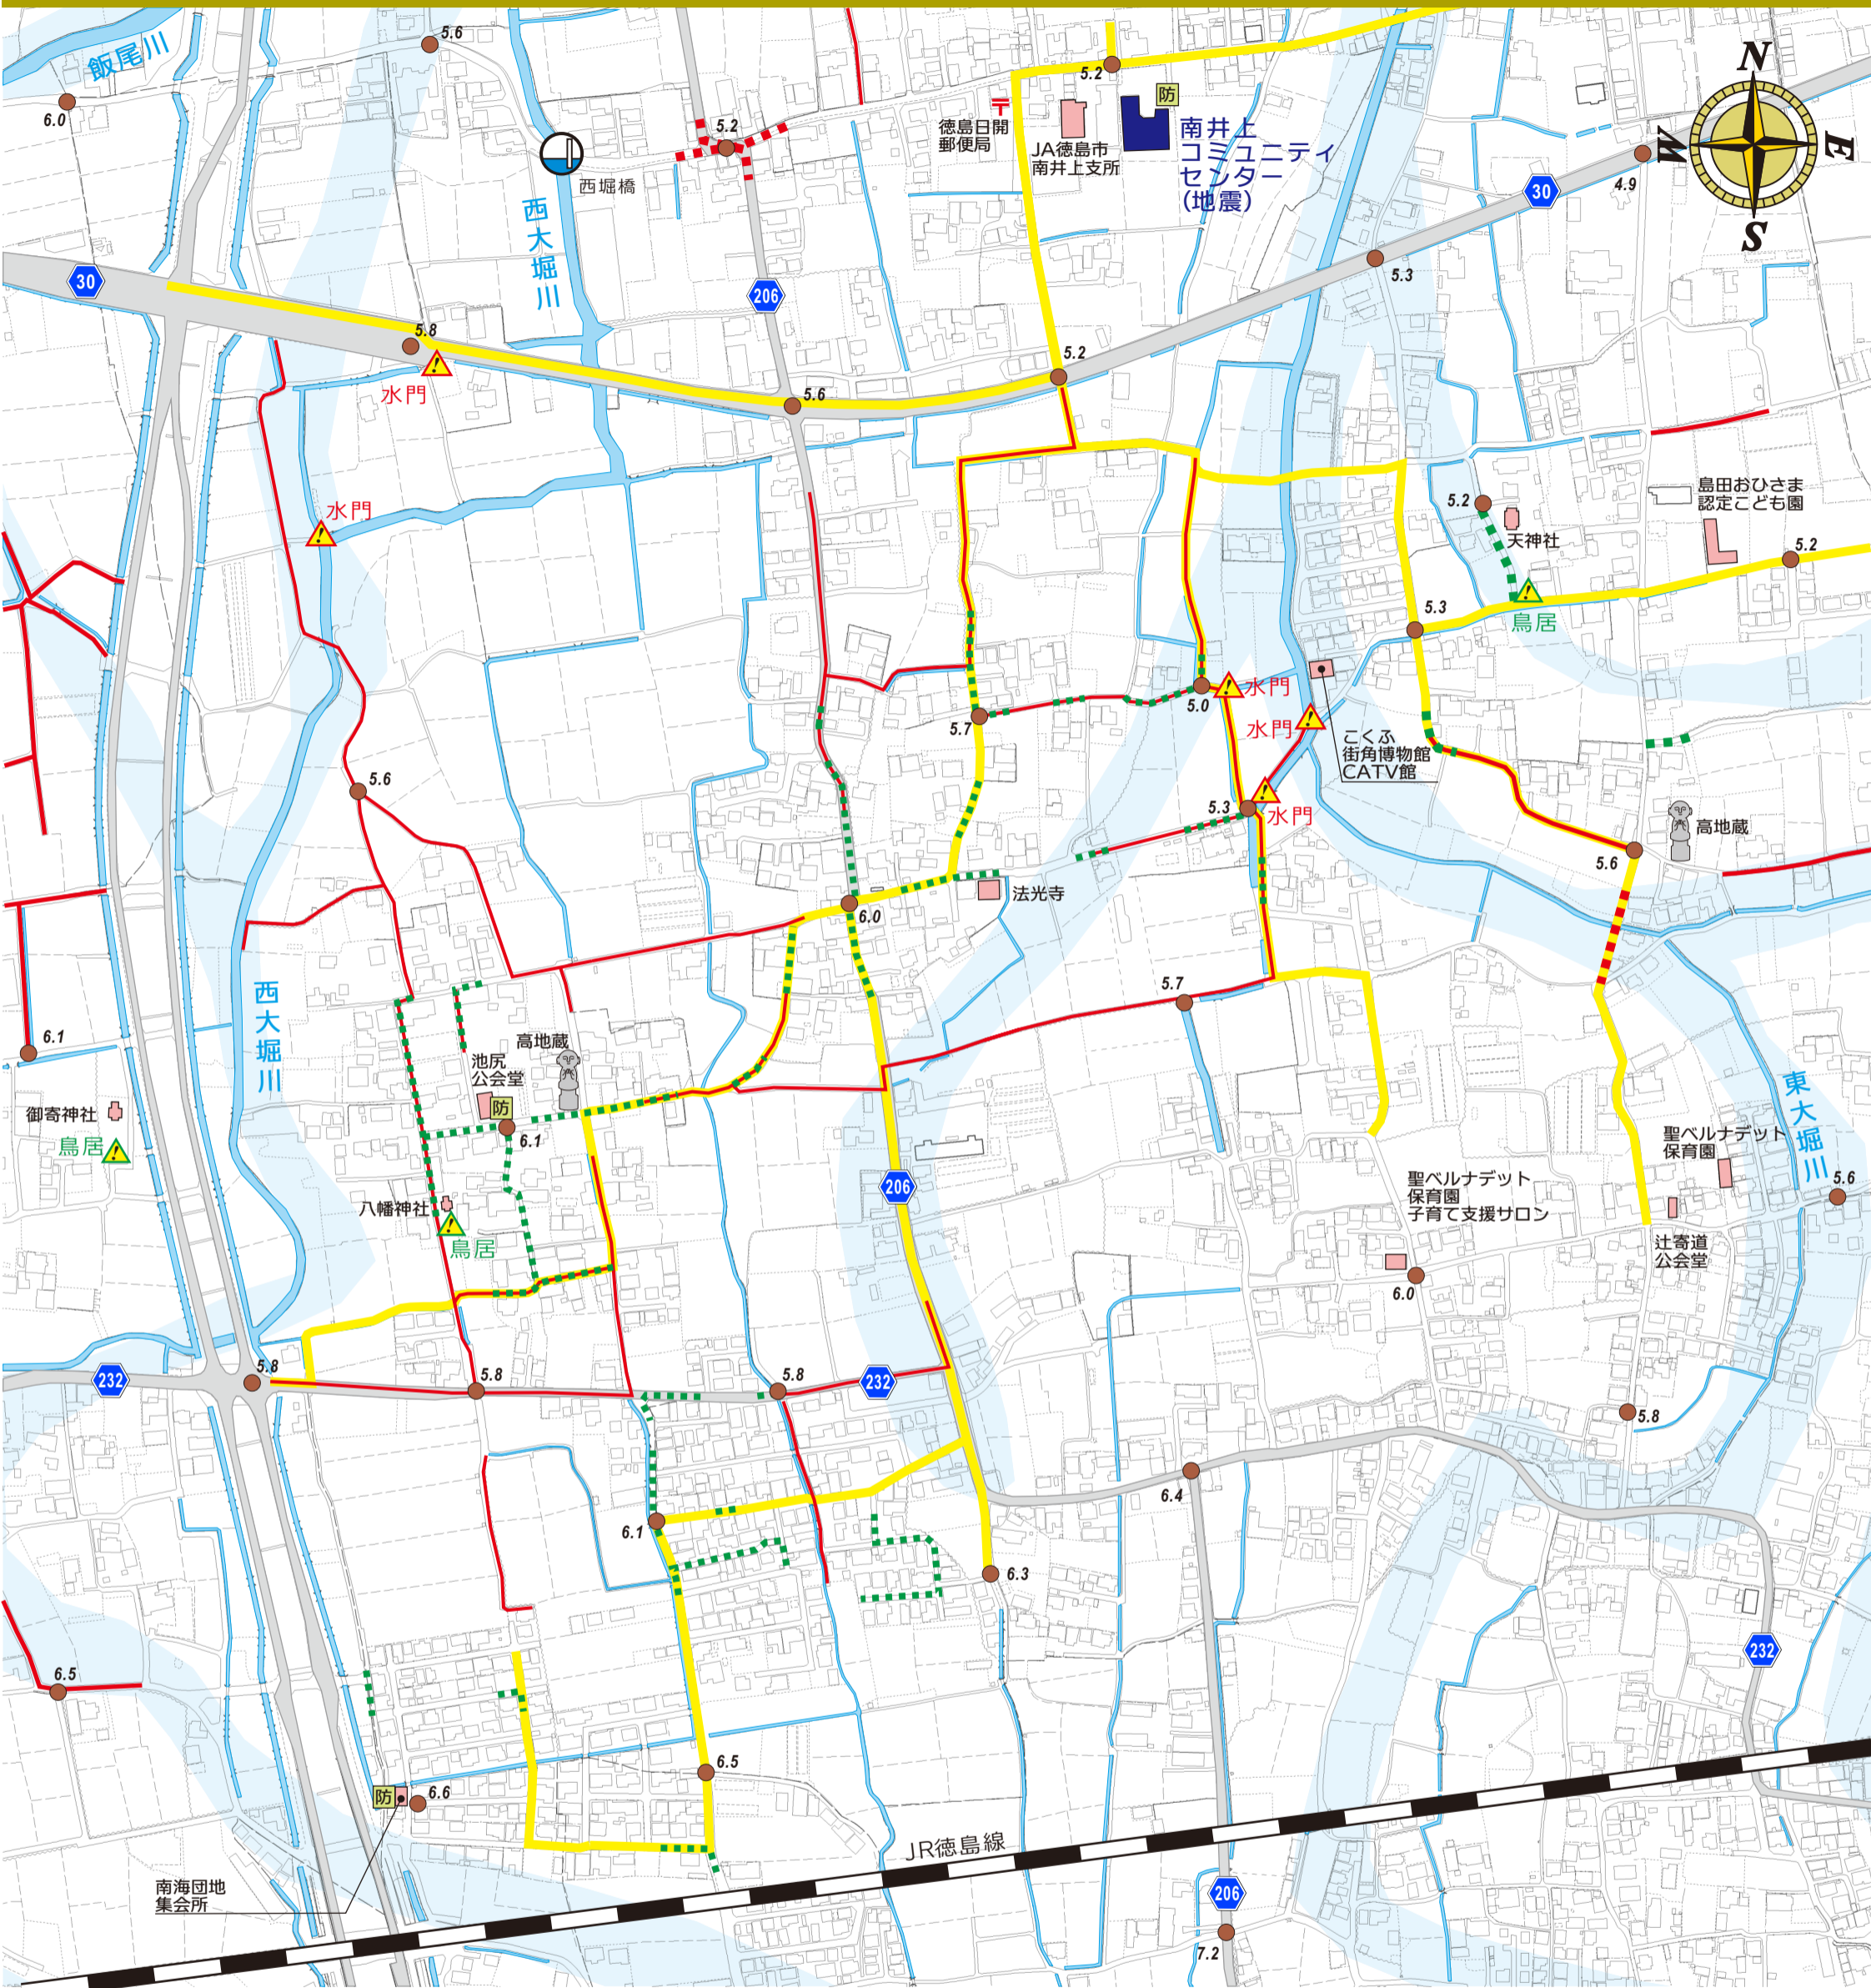 飯尾川
5.6
6.0
5.2
5.2
防
徳島日開
郵便局
JA徳島市
南井上支所
南井上
コミュニティ
センター
(地震)
N
W
E
S
4.9
30
西堀橋
西大堀川
30
206
5.3
5.8
水門
5.6
5.2
水門
5.2
天神社
島田おひさま
認定こども園
5.2
5.3
鳥居
5.0
水門
5.7
水門
こくふ
街角博物館
CATV館
5.6
5.3
水門
高地蔵
5.6
6.0
法光寺
西大堀川
5.7
6.1
高地蔵
池尻
公会堂
防
6.1
御寄神社
鳥居
東大堀川
聖ベルナデット
保育園
5.6
八幡神社
鳥居
206
聖ベルナデット
保育園
子育て支援サロン
辻寄道
公会堂
6.0
232
5.8
5.8
5.8
232
5.8
6.4
6.1
6.3
232
6.5
6.5
防
6.6
JR徳島線
南海団地
集会所
206
7.2